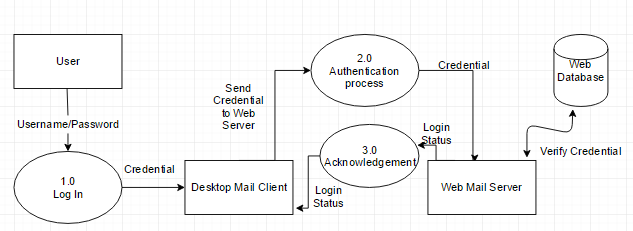 User
Username/Password
1.0
Log In
Credential
Desktop Mail Client
Send
Credential
to Web
Server
2.0
Authentication
process
Credential
3.0
Acknowledgement
Login
Status
Login
Status
Web Mail Server
Verify Credential
Web
Database